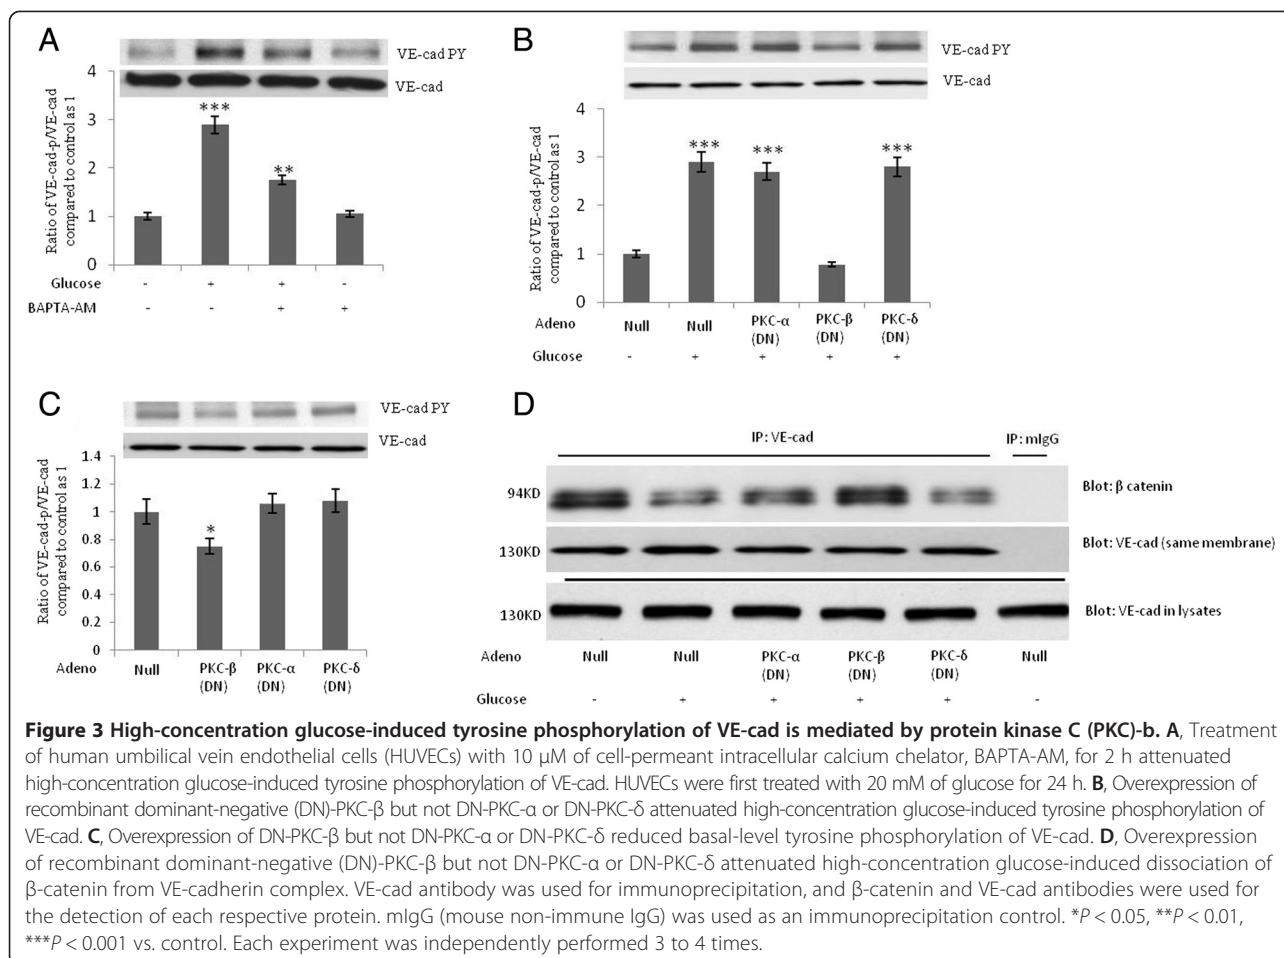 A
VE-cad PY
VE-cad
Ratio of VE-cad-p/VE-cad
compared to control as 1
4
3
2
1
0
***
**
Glucose - + + -
BAPTA-AM - - + +
B
VE-cad PY
VE-cad
Ratio of VE-cad-p/VE-cad
compared to control as 1
4
3
2
1
0
*** *** ***
Adeno Null Null PKC-α (DN) PKC-β (DN) PKC-δ (DN)
Glucose - + + + +
C
VE-cad PY
VE-cad
Ratio of VE-cad-p/VE-cad
compared to control as 1
1.4
1.2
1
0.8
0.6
0.4
0.2
0
*
Adeno Null PKC-β (DN) PKC-α (DN) PKC-δ (DN)
D
IP: VE-cad IP: mIgG
94KD Blot: β catenin
130KD Blot: VE-cad (same membrane)
130KD Blot: VE-cad in lysates
Adeno Null Null PKC-α (DN) PKC-β (DN) PKC-δ (DN) Null
Glucose - + + + + -
Figure 3 High-concentration glucose-induced tyrosine phosphorylation of VE-cad is mediated by protein kinase C (PKC)-b. A, Treatment
of human umbilical vein endothelial cells (HUVECs) with 10 μM of cell-permeant intracellular calcium chelator, BAPTA-AM, for 2 h attenuated
high-concentration glucose-induced tyrosine phosphorylation of VE-cad. HUVECs were first treated with 20 mM of glucose for 24 h. B, Overexpression of
recombinant dominant-negative (DN)-PKC-β but not DN-PKC-α or DN-PKC-δ attenuated high-concentration glucose-induced tyrosine phosphorylation of
VE-cad. C, Overexpression of DN-PKC-β but not DN-PKC-α or DN-PKC-δ reduced basal-level tyrosine phosphorylation of VE-cad. D, Overexpression
of recombinant dominant-negative (DN)-PKC-β but not DN-PKC-α or DN-PKC-δ attenuated high-concentration glucose-induced dissociation of
β-catenin from VE-cadherin complex. VE-cad antibody was used for immunoprecipitation, and β-catenin and VE-cad antibodies were used for
the detection of each respective protein. mIgG (mouse non-immune IgG) was used as an immunoprecipitation control. *P < 0.05, **P < 0.01,
***P < 0.001 vs. control. Each experiment was independently performed 3 to 4 times.